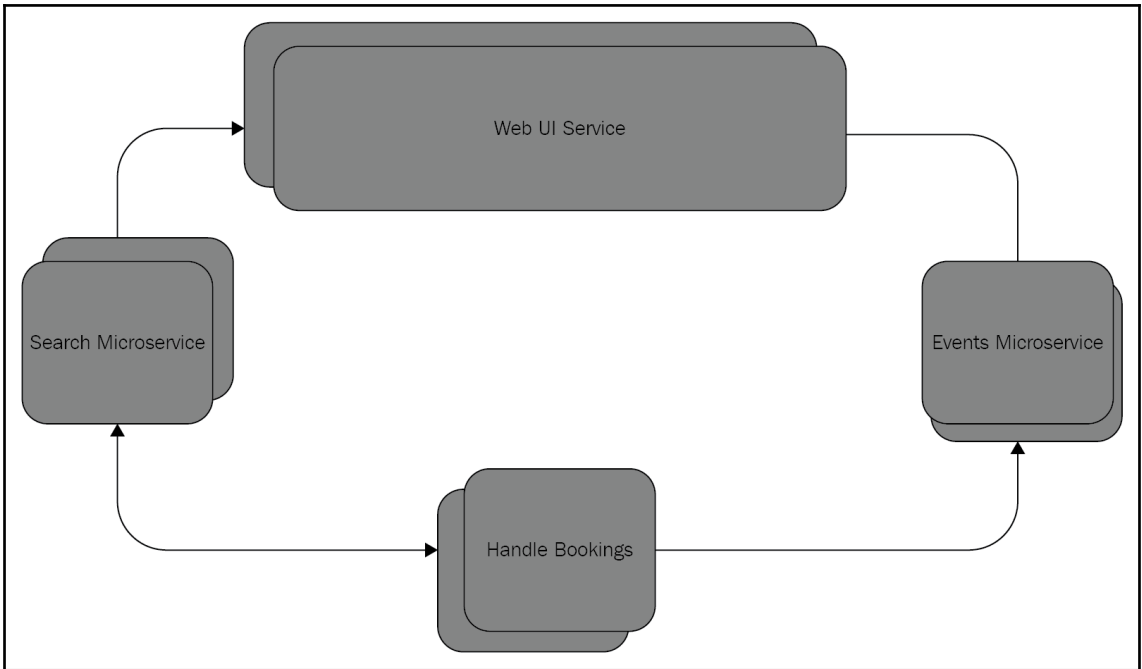 Web UI Service
Search Microservice
Events Microservice
Handle Bookings